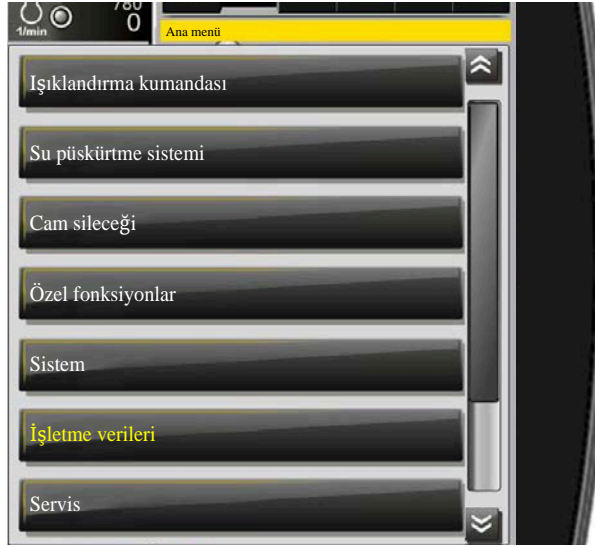 780
1/min 0
Ana menü
Işıklandırma kumandası
Su püskürtme sistemi
Cam sileceği
Özel fonksiyonlar
Sistem
İşletme verileri
Servis